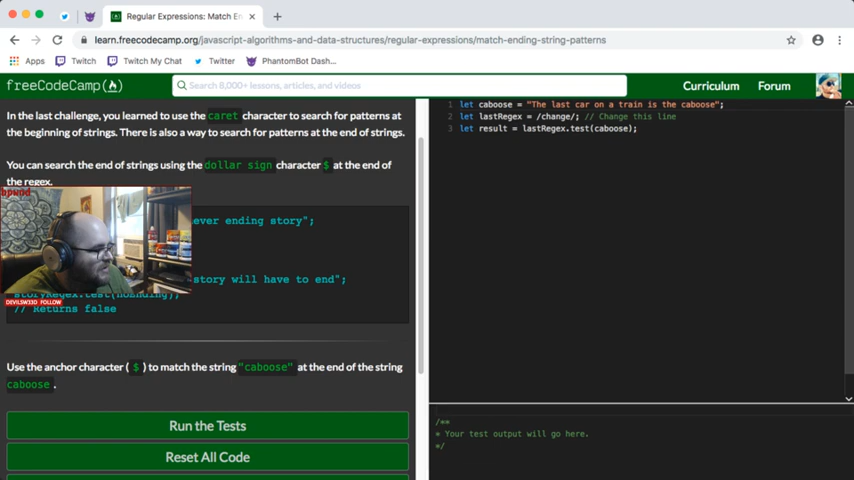 Regular Expressions: Match En
learn.freecodecamp.org/javascript-algorithms-and-data-structures/regular-expressions/match-ending-string-patterns
Apps Twitch Twitch My Chat Twitter PhantomBot Dash...
freeCodeCamp Search 8,000+ lessons, articles, and videos Curriculum Forum
In the last challenge, you learned to use the caret character to search for patterns at
the beginning of strings. There is also a way to search for patterns at the end of strings.
You can search the end of strings using the dollar sign character $ at the end of
the regex.
ever ending story";
story will have to end";
storyRegex.test(noEnding);
// Returns false
DEVILSW33D FOLLOW
Use the anchor character ( $ ) to match the string "caboose" at the end of the string
caboose .
Run the Tests
Reset All Code
1 let caboose = "The last car on a train is the caboose";
2 let lastRegex = /change/; // Change this line
3 let result = lastRegex.test(caboose);
/**
* Your test output will go here.
*/